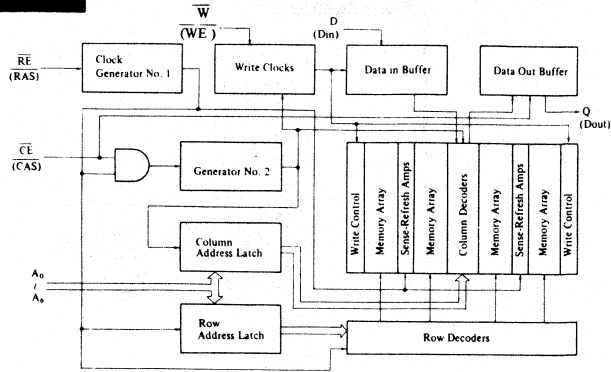 W
(WE)
D
(Din)
RE
(RAS)
Clock
Generator No. 1
Write Clocks
Data in Buffer
Data Out Buffer
Q
(Dout)
CE
(CAS)
Generator No. 2
Write Control
Memory Array
Sense-Refresh Amps
Memory Array
Column Decoders
Memory Array
Sense-Refresh Amps
Memory Array
Write Control
Column
Address Latch
A0
/
A6
Row
Address Latch
Row Decoders